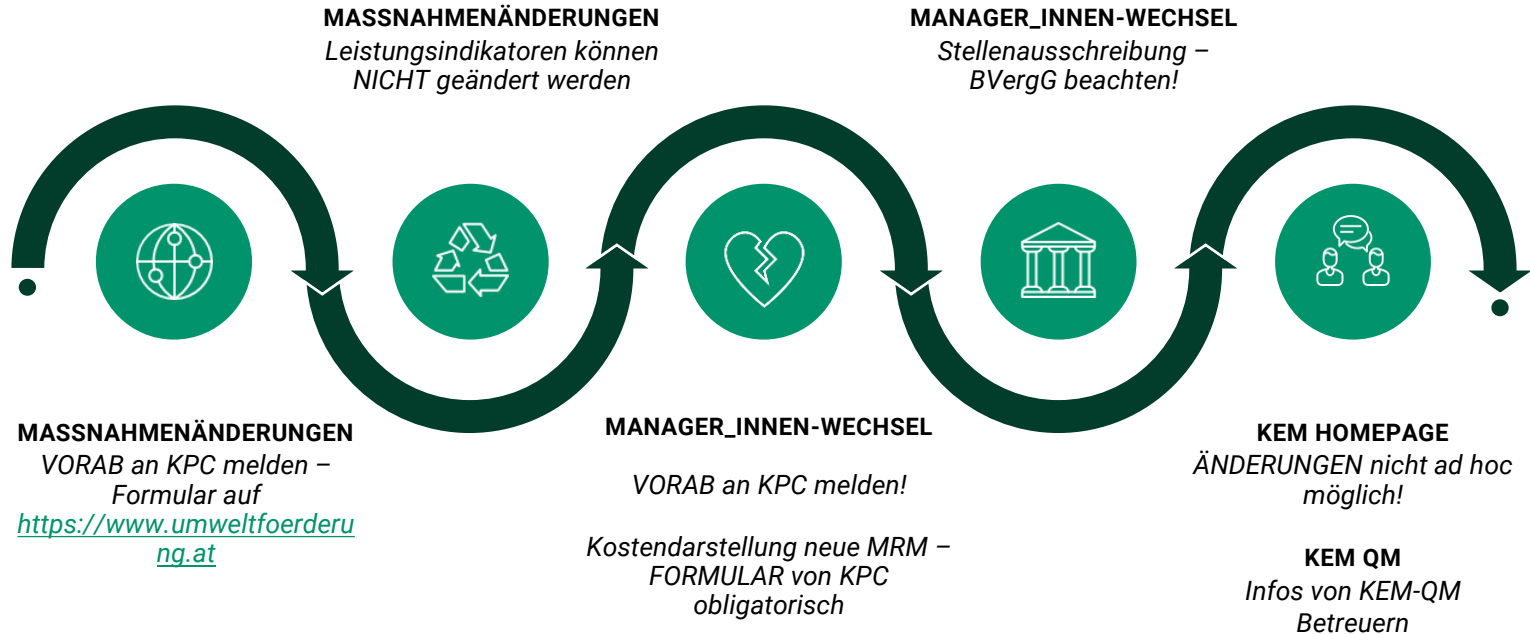 MASSNAHMENÄNDERUNGEN
Leistungsindikatoren können
NICHT geändert werden
MANAGER_INNEN-WECHSEL
Stellenausschreibung –
BVergG beachten!
MASSNAHMENÄNDERUNGEN
VORAB an KPC melden –
Formular auf
https://www.umweltfoerderu
ng.at
MANAGER_INNEN-WECHSEL
VORAB an KPC melden!
Kostendarstellung neue MRM –
FORMULAR von KPC
obligatorisch
KEM HOMEPAGE
ÄNDERUNGEN nicht ad hoc
möglich!
KEM QM
Infos von KEM-QM
Betreuern